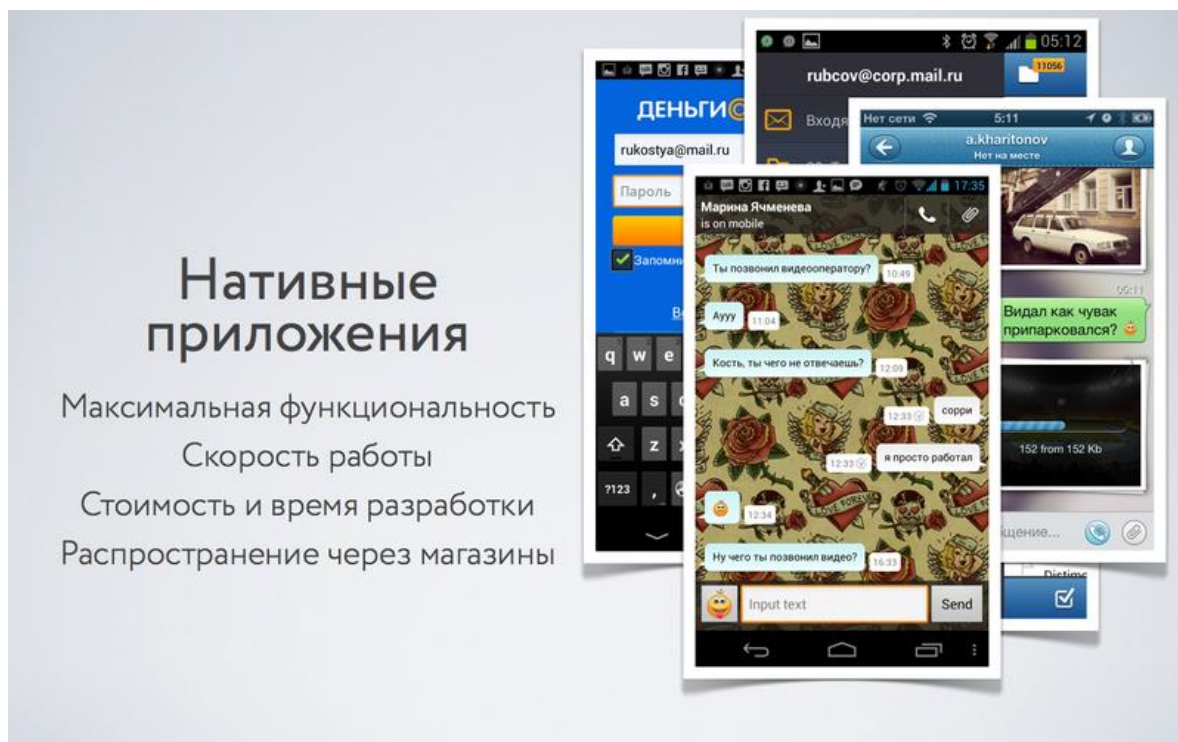 Нативные
приложения
Максимальная функциональность
Скорость работы
Стоимость и время разработки
Распространение через магазины
ДЕНЬГИ@
rukostya@mail.ru
Пароль
q w e
a s
z
?123 ,
05:12
rubcov@corp.mail.ru
11056
Нет сети 5:11
a.kharitonov
Нет на месте
05:11
Видал как чувак
припарковался?
152 from 152 Kb
17:35
Марина Ячменева
is on mobile
Ты позвонил видеооператору? 10:49
Ауу​у 11:04
Кость, ты чего не отвечаешь? 12:09
12:33 сорри
12:33 я просто работал
12:34
Ну чего ты позвонил видео? 16:33
Input text Send